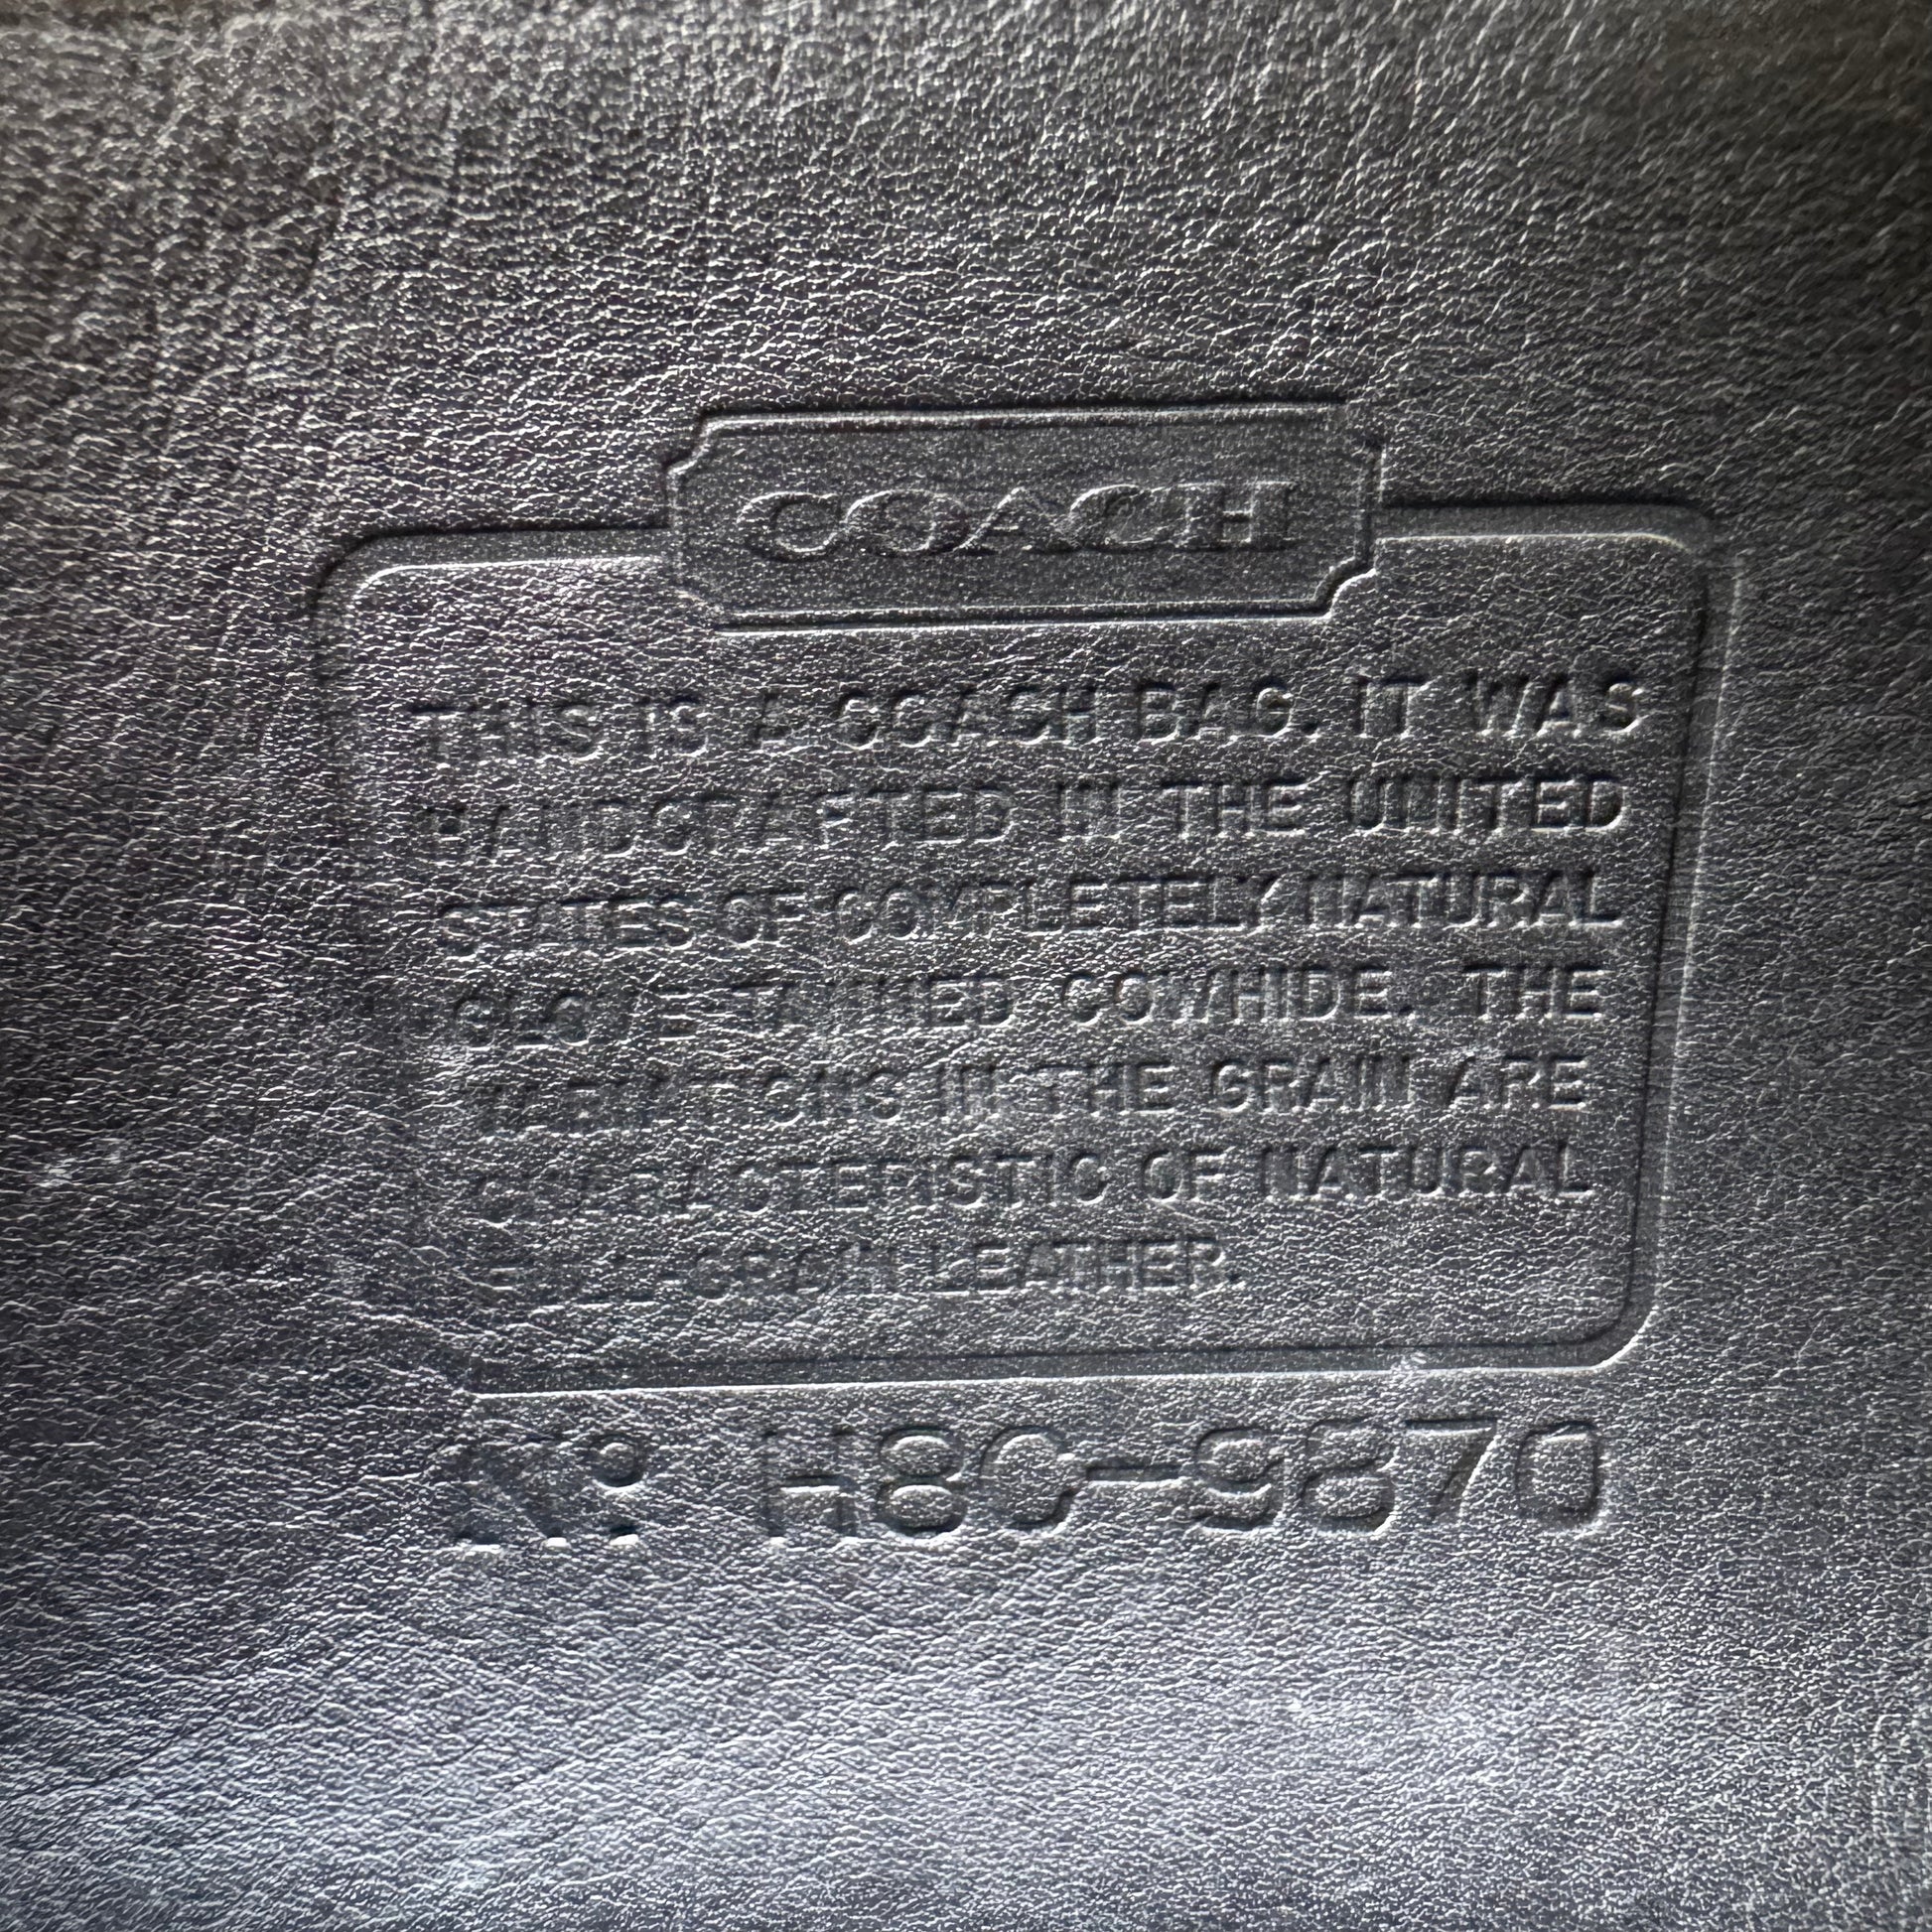 COACH
THIS IS A COACH BAG. IT WAS
HANDCRAFTED IN THE UNITED
STATES OF COMPLETELY NATURAL
GLOVE TANNED COWHIDE. THE
VARIATIONS IN THE GRAIN ARE
CHARACTERISTIC OF NATURAL
FULL-GRAIN LEATHER.
Nº H8C-9870